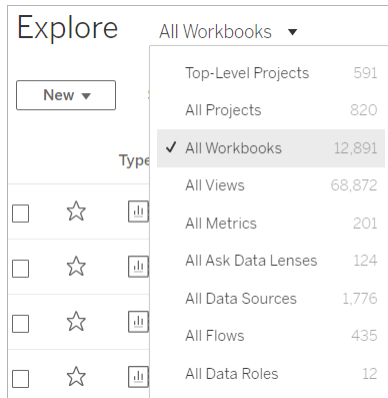 Explore All Workbooks
Top-Level Projects 591
New
All Projects 820
Type
All Workbooks 12,891
All Views 68,872
All Metrics 201
All Ask Data Lenses 124
All Data Sources 1,776
All Flows 435
All Data Roles 12